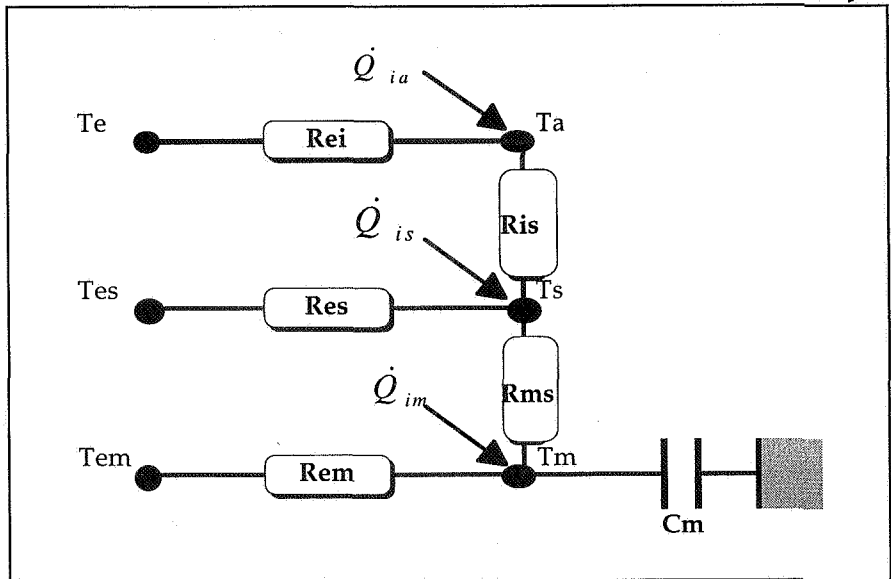 Q̇ ia
Te
Rei
Ta
Ris
Q̇ is
Tes
Res
Ts
Rms
Q̇ im
Tem
Rem
Tm
Cm